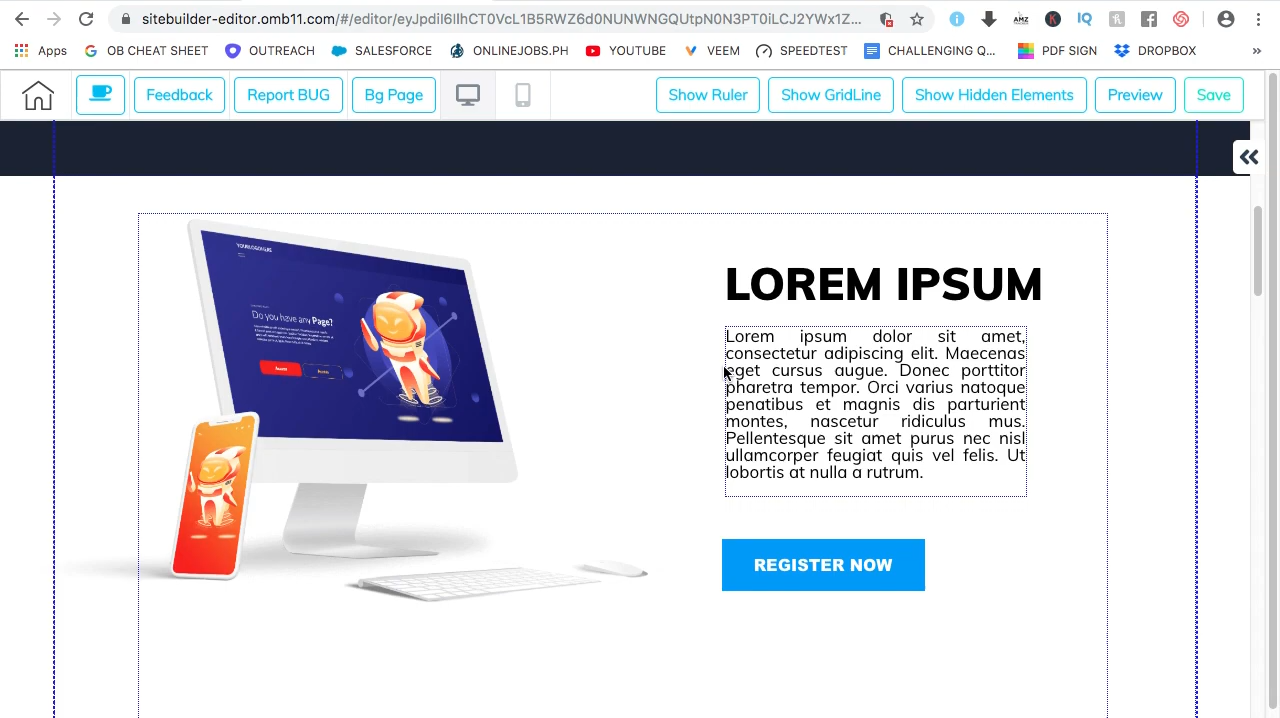 sitebuilder-editor.omb11.com/#/editor/eyJpdiI6IlhCT0VcL1B5RWZ6d0NUNWNGQUtpN0N3PT0iLCJ2YWx1Z...
Apps OB CHEAT SHEET OUTREACH SALESFORCE ONLINEJOBS.PH YOUTUBE VEEM SPEEDTEST CHALLENGING Q... PDF SIGN DROPBOX »
Feedback Report BUG Bg Page Show Ruler Show GridLine Show Hidden Elements Preview Save
YOURLOGOHERE
Do you have any Page?
LOREM IPSUM
Lorem ipsum dolor sit amet,
consectetur adipiscing elit. Maecenas
eget cursus augue. Donec porttitor
pharetra tempor. Orci varius natoque
penatibus et magnis dis parturient
montes, nascetur ridiculus mus.
Pellentesque sit amet purus nec nisl
ullamcorper feugiat quis vel felis. Ut
lobortis at nulla a rutrum.
REGISTER NOW